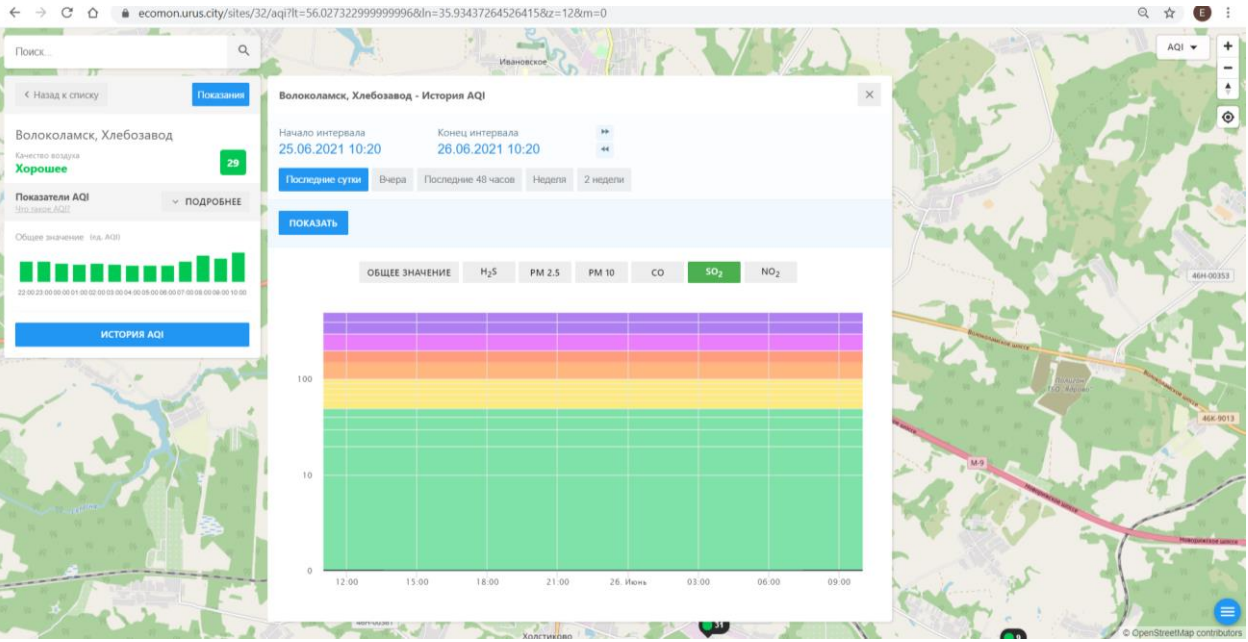 ecomon.urus.city/sites/32/aqi?lt=56.027322999999996&ln=35.93437264526415&z=12&m=0
E
Поиск...
Ивановское
AQI
Назад к списку
Показания
Волоколамск, Хлебозавод - История AQI
Волоколамск, Хлебозавод
Качество воздуха
Хорошее
29
Начало интервала
Конец интервала
25.06.2021 10:20
26.06.2021 10:20
Последние сутки
Вчера
Последние 48 часов
Неделя
2 недели
Показатели AQI
Что такое AQI?
ПОДРОБНЕЕ
ПОКАЗАТЬ
Общее значение (ед. AQI)
22:00 23:00 00:00 01:00 02:00 03:00 04:00 05:00 06:00 07:00 08:00 09:00 10:00
ИСТОРИЯ AQI
ОБЩЕЕ ЗНАЧЕНИЕ
H₂S
PM 2.5
PM 10
CO
SO₂
NO₂
100
10
0
12:00
15:00
18:00
21:00
26. Июнь
03:00
06:00
09:00
46Н-00353
Волоколамское шоссе
46К-9013
М-9
Новорижское шоссе
Новорижское шоссе
31
Холстиково
9
© OpenStreetMap contributors